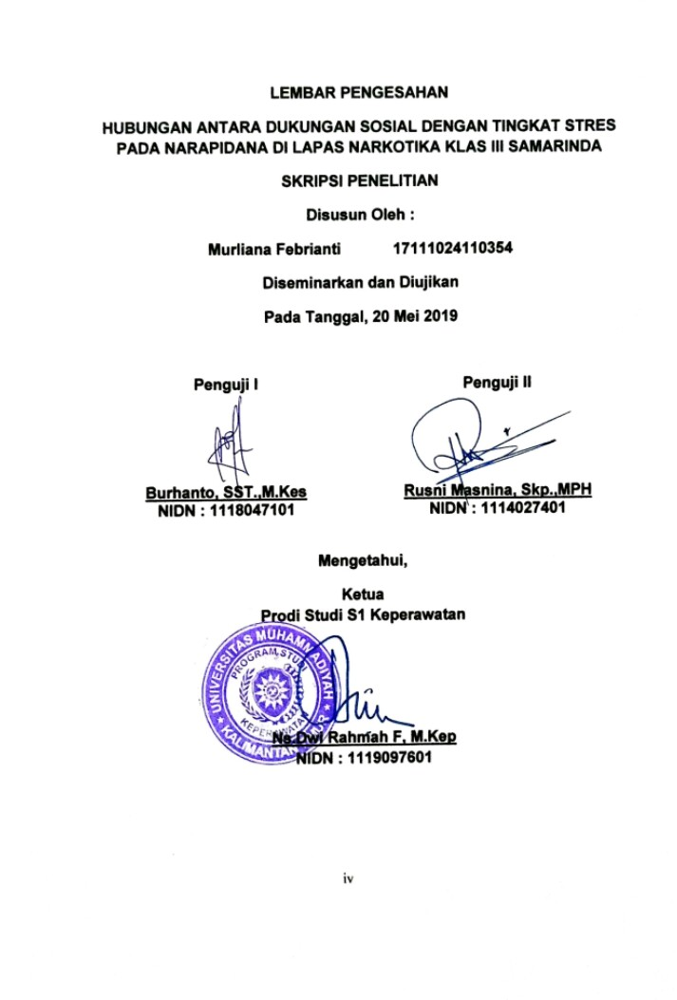 LEMBAR PENGESAHAN
HUBUNGAN ANTARA DUKUNGAN SOSIAL DENGAN TINGKAT STRES
PADA NARAPIDANA DI LAPAS NARKOTIKA KLAS III SAMARINDA
SKRIPSI PENELITIAN
Disusun Oleh :
Murliana Febrianti 17111024110354
Diseminarkan dan Diujikan
Pada Tanggal, 20 Mei 2019
Penguji I
Penguji II
Burhanto, SST.,M.Kes
NIDN : 1118047101
Rusni Masnina, Skp.,MPH
NIDN : 1114027401
Mengetahui,
Ketua
Prodi Studi S1 Keperawatan
UNIVERSITAS MUHAMMADIYAH
PROGRAM STUDI
KEPERAWATAN
KALIMANTAN TIMUR
Ns.Dwi Rahmah F, M.Kep
NIDN : 1119097601
iv